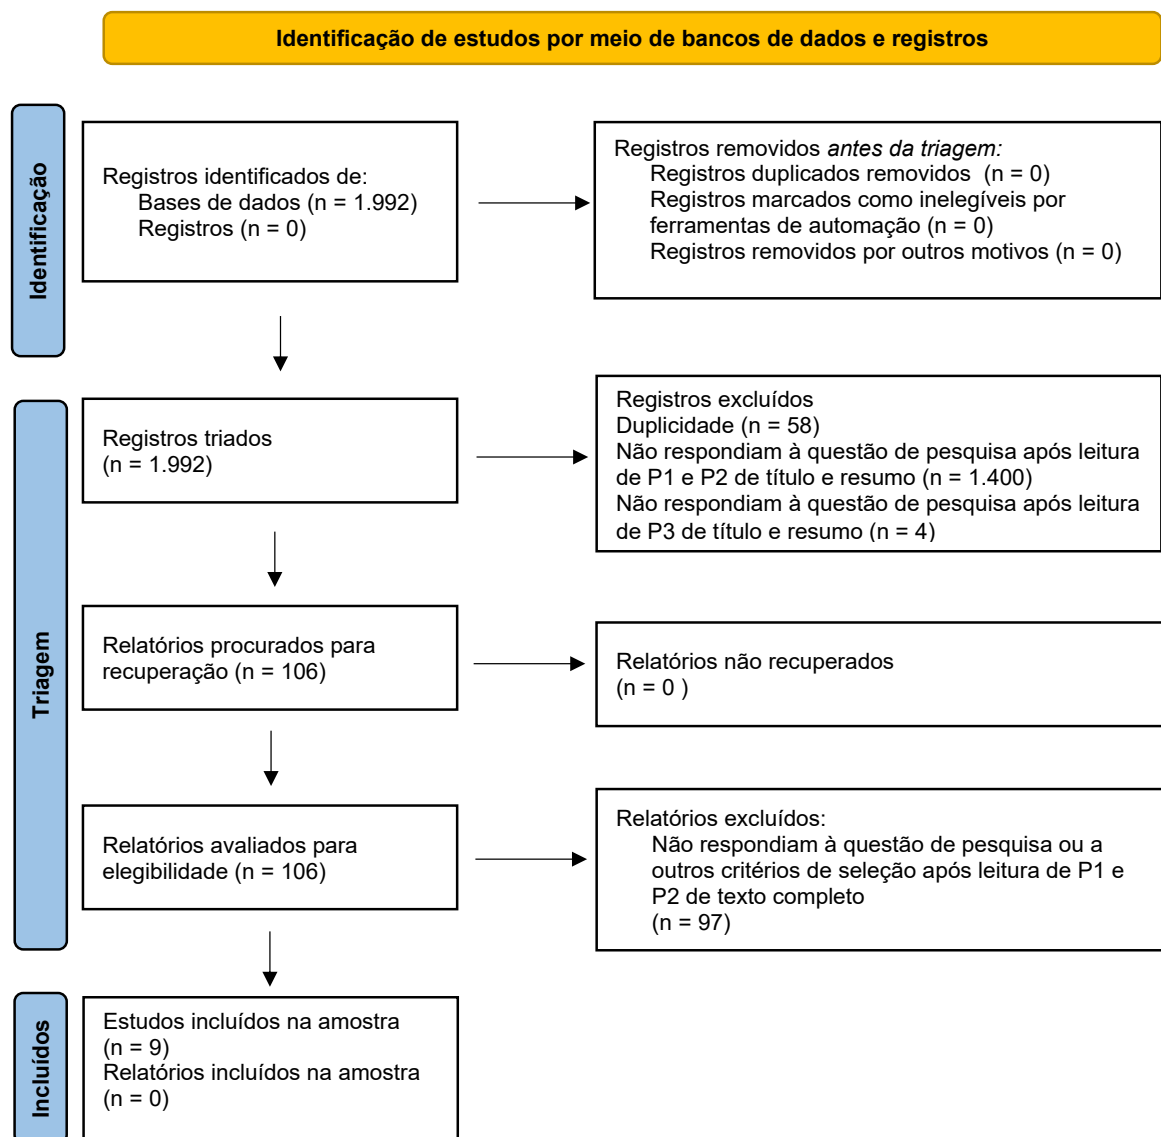 Identificação de estudos por meio de bancos de dados e registros
Identificação
Registros identificados de:
Bases de dados (n = 1.992)
Registros (n = 0)
Registros removidos antes da triagem:
Registros duplicados removidos  (n = 0)
Registros marcados como inelegíveis por
ferramentas de automação (n = 0)
Registros removidos por outros motivos (n = 0)
Triagem
Registros triados
(n = 1.992)
Registros excluídos
Duplicidade (n = 58)
Não respondiam à questão de pesquisa após leitura
de P1 e P2 de título e resumo (n = 1.400)
Não respondiam à questão de pesquisa após leitura
de P3 de título e resumo (n = 4)
Relatórios procurados para
recuperação (n = 106)
Relatórios não recuperados
(n = 0 )
Relatórios avaliados para
elegibilidade (n = 106)
Relatórios excluídos:
Não respondiam à questão de pesquisa ou a
outros critérios de seleção após leitura de P1 e
P2 de texto completo
(n = 97)
Incluídos
Estudos incluídos na amostra
(n = 9)
Relatórios incluídos na amostra
(n = 0)